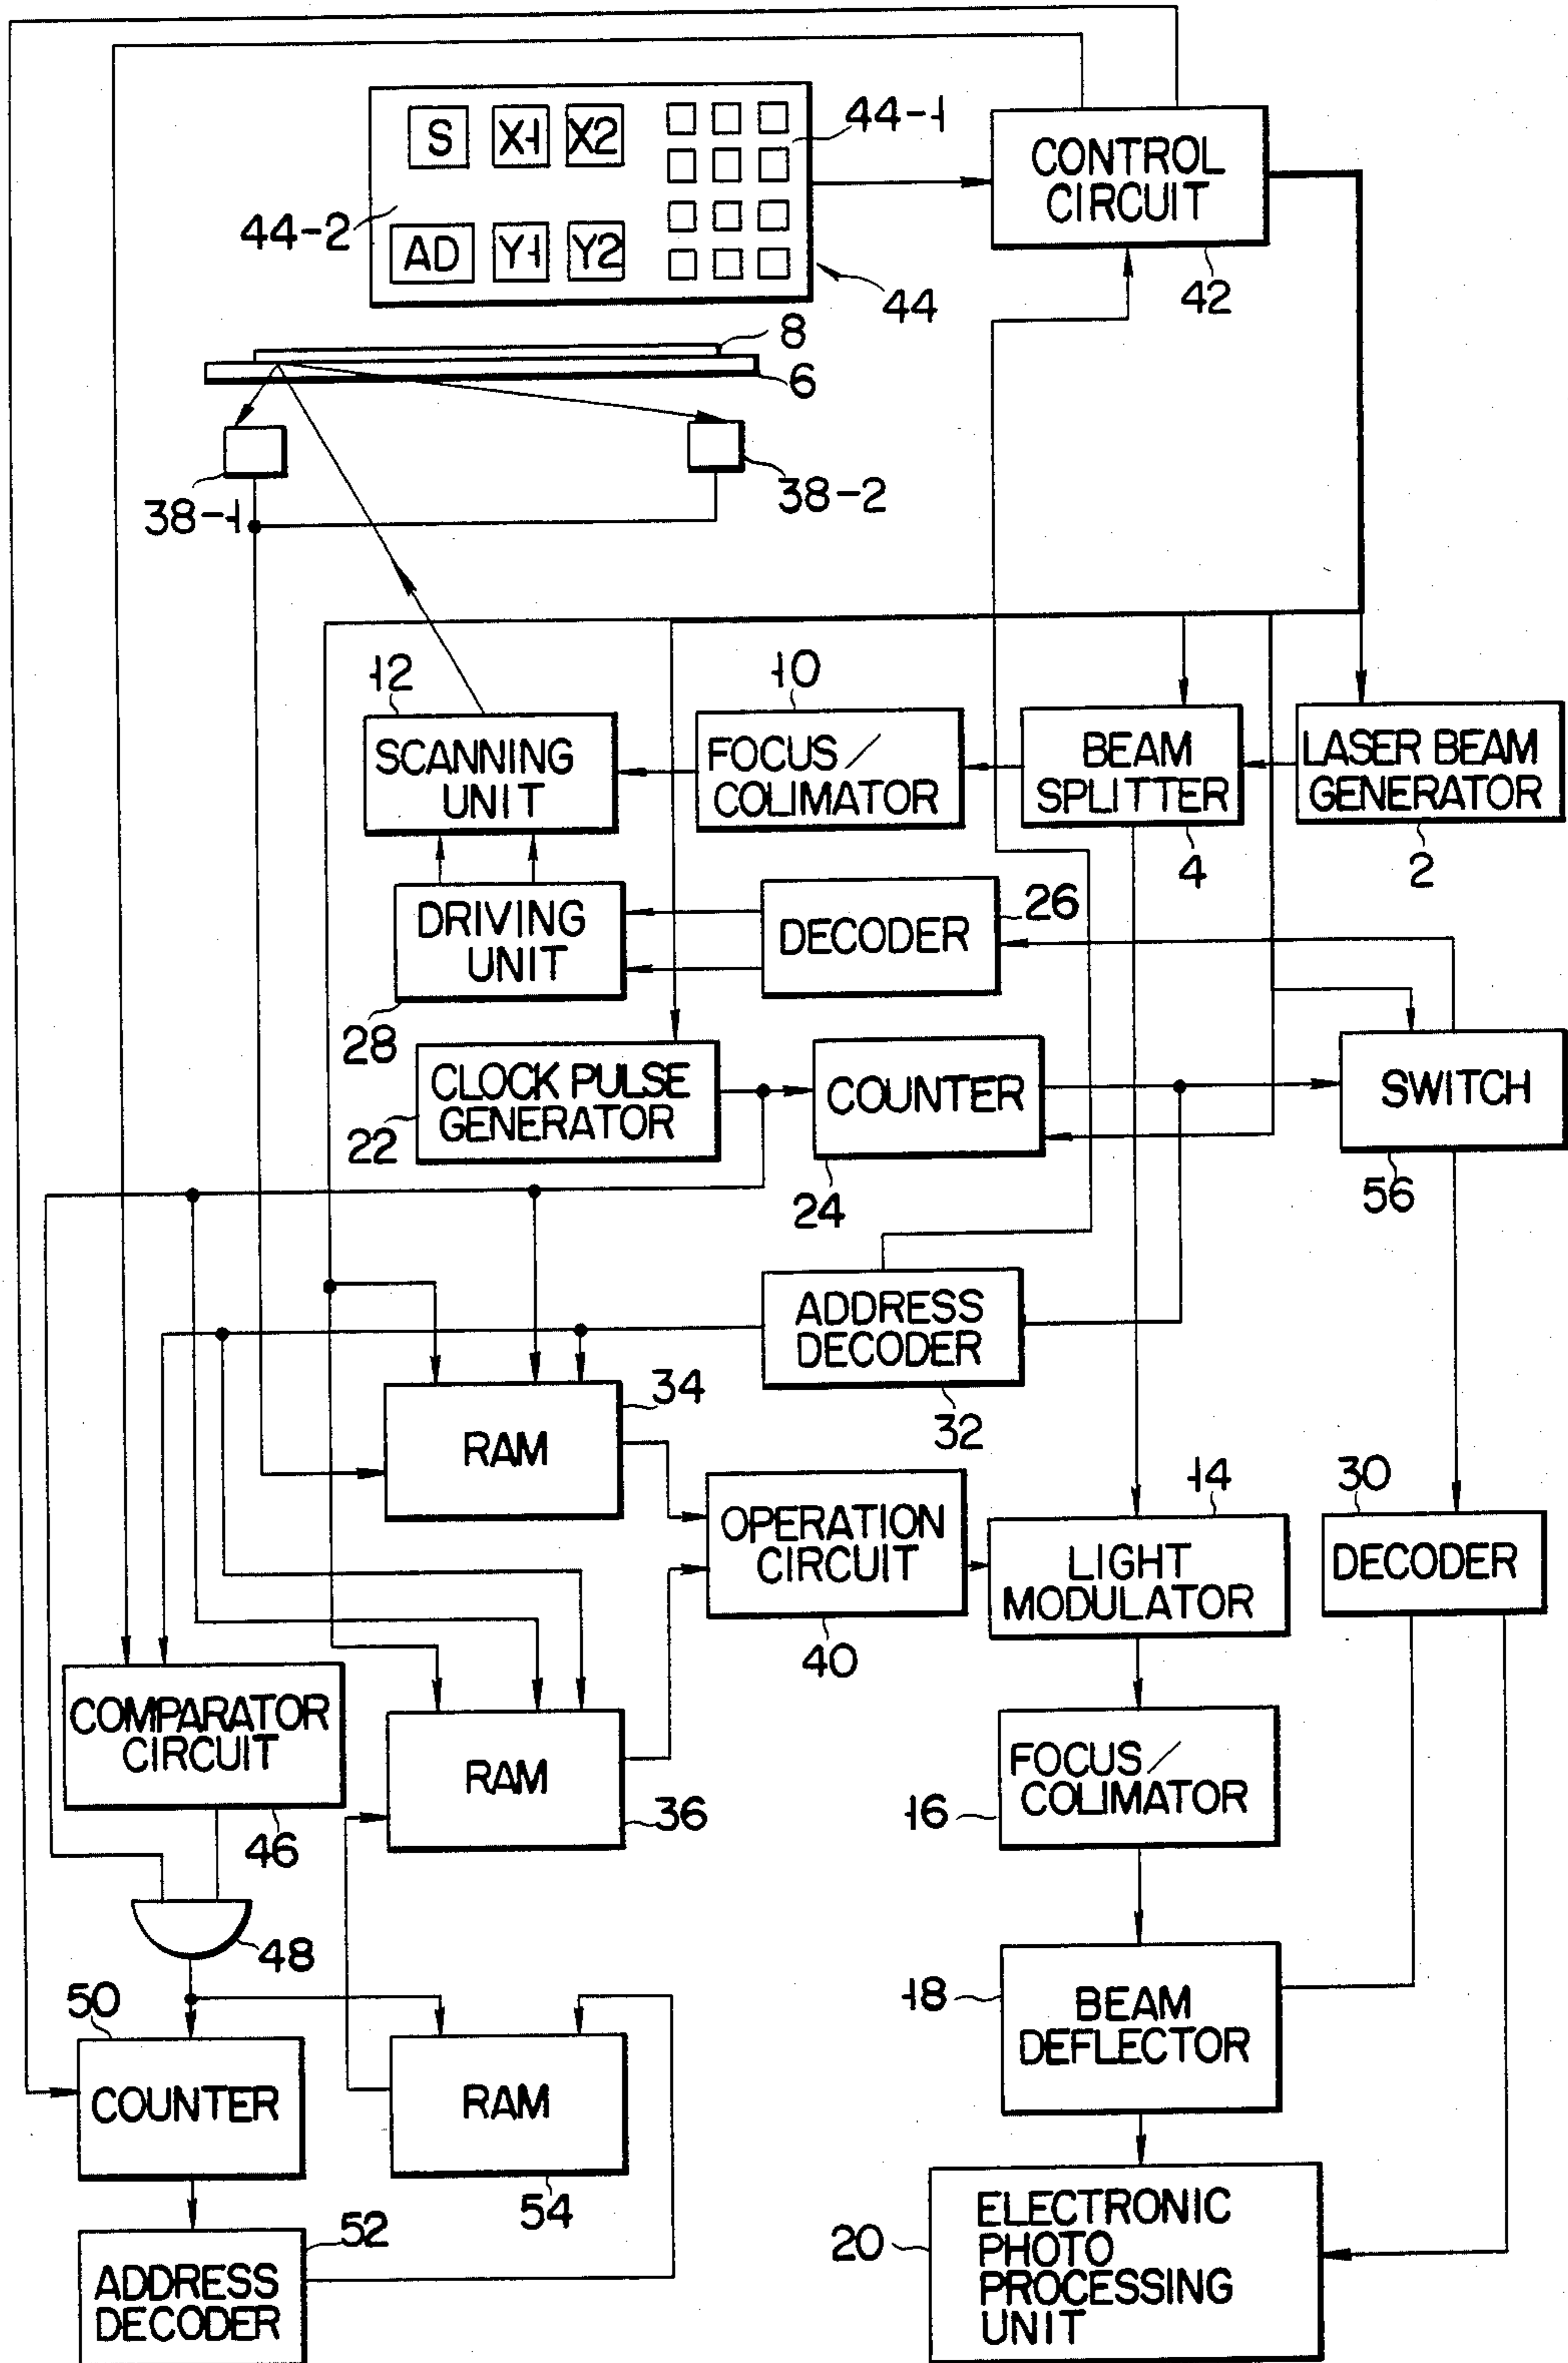 S X1 X2
44-1
CONTROL
CIRCUIT
44-2
AD Y1 Y2
44
42
8
6
38-1
38-2
12
10
SCANNING
UNIT
FOCUS/
COLIMATOR
BEAM
SPLITTER
LASER BEAM
GENERATOR
4
2
DRIVING
UNIT
DECODER
26
28
CLOCK PULSE
GENERATOR
COUNTER
SWITCH
22
24
56
ADDRESS
DECODER
34
32
RAM
14
30
OPERATION
CIRCUIT
LIGHT
MODULATOR
DECODER
40
COMPARATOR
CIRCUIT
RAM
FOCUS/
COLIMATOR
36
16
46
48
50
18
BEAM
DEFLECTOR
COUNTER
RAM
54
52
ADDRESS
DECODER
20
ELECTRONIC
PHOTO
PROCESSING
UNIT